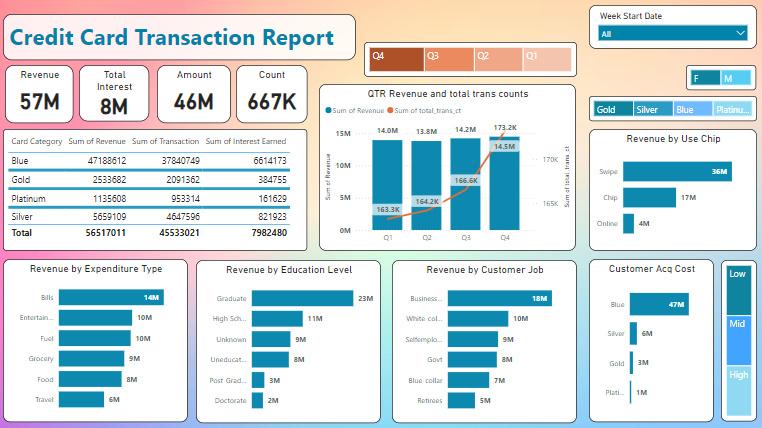 Credit Card Transaction Report
Q4 Q3 Q2 Q1
Week Start Date
All
F M
Gold Silver Blue Platinu...
Revenue
57M
Total Interest
8M
Amount
46M
Count
667K
Card Category Sum of Revenue Sum of Transaction Sum of Interest Earned
Blue 47188612 37840749 6614173
Gold 2533682 2091362 384755
Platinum 1135608 953314 161629
Silver 5659109 4647596 821923
Total 56517011 45533021 7982480
QTR Revenue and total trans counts
Sum of Revenue Sum of total_trans_ct
Sum of Revenue
15M
10M
5M
0M
14.0M 13.8M 14.2M 173.2K
14.5M
163.3K 164.2K 166.6K
170K
165K
Sum of total_trans_ct
Q1 Q2 Q3 Q4
Revenue by Use Chip
Swipe 36M
Chip 17M
Online 4M
Revenue by Expenditure Type
Bills 14M
Entertain... 10M
Fuel 10M
Grocery 9M
Food 8M
Travel 6M
Revenue by Education Level
Graduate 23M
High Sch... 11M
Unknown 9M
Uneducat... 8M
Post Grad... 3M
Doctorate 2M
Revenue by Customer Job
Business... 18M
White col... 10M
Selfemplo... 9M
Govt 8M
Blue collar 7M
Retirees 5M
Customer Acq Cost
Blue 47M
Silver 6M
Gold 3M
Plati... 1M
Low
Mid
High